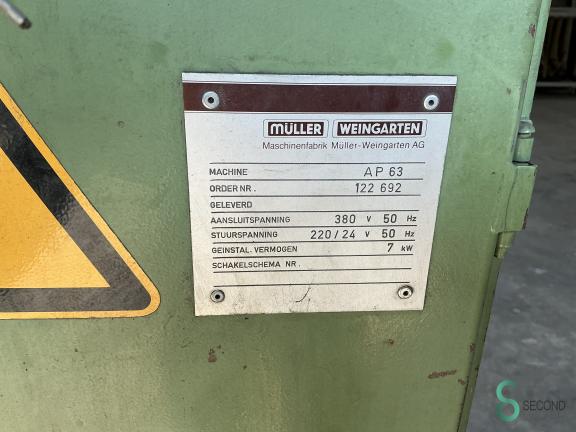 MÜLLER WEINGARTEN
Maschinenfabrik Müller-Weingarten AG
MACHINE AP 63
ORDER NR. 122 692
GELEVERD
AANSLUITSPANNING 380 V 50 Hz
STUURSPANNING 220/24 V 50 Hz
GEINSTAL. VERMOGEN 7 kW
SCHAKELSCHEMA NR.
SECOND